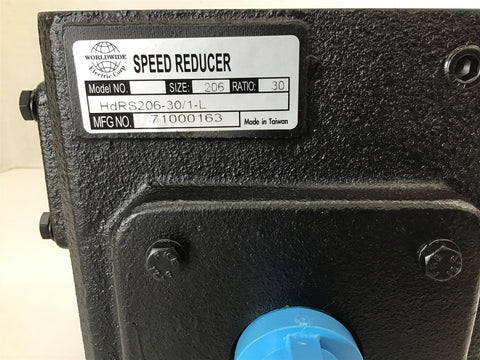 WORLDWIDE
Electric Corp
SPEED REDUCER
Model NO. SIZE: 206 RATIO: 30
HdRS206-30/1-L
MFG NO. 71000163 Made in Taiwan